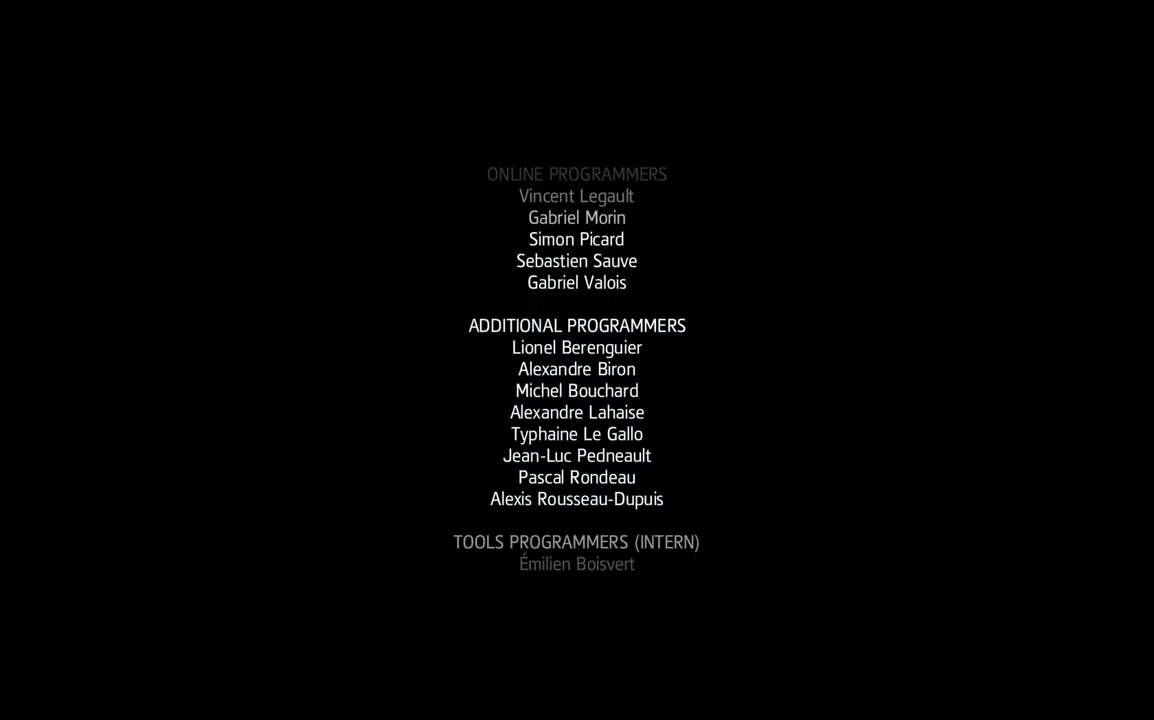 ONLINE PROGRAMMERS
Vincent Legault
Gabriel Morin
Simon Picard
Sebastien Sauve
Gabriel Valois
ADDITIONAL PROGRAMMERS
Lionel Berenguier
Alexandre Biron
Michel Bouchard
Alexandre Lahaise
Typhaine Le Gallo
Jean-Luc Pedneault
Pascal Rondeau
Alexis Rousseau-Dupuis
TOOLS PROGRAMMERS (INTERN)
Émilien Boisvert